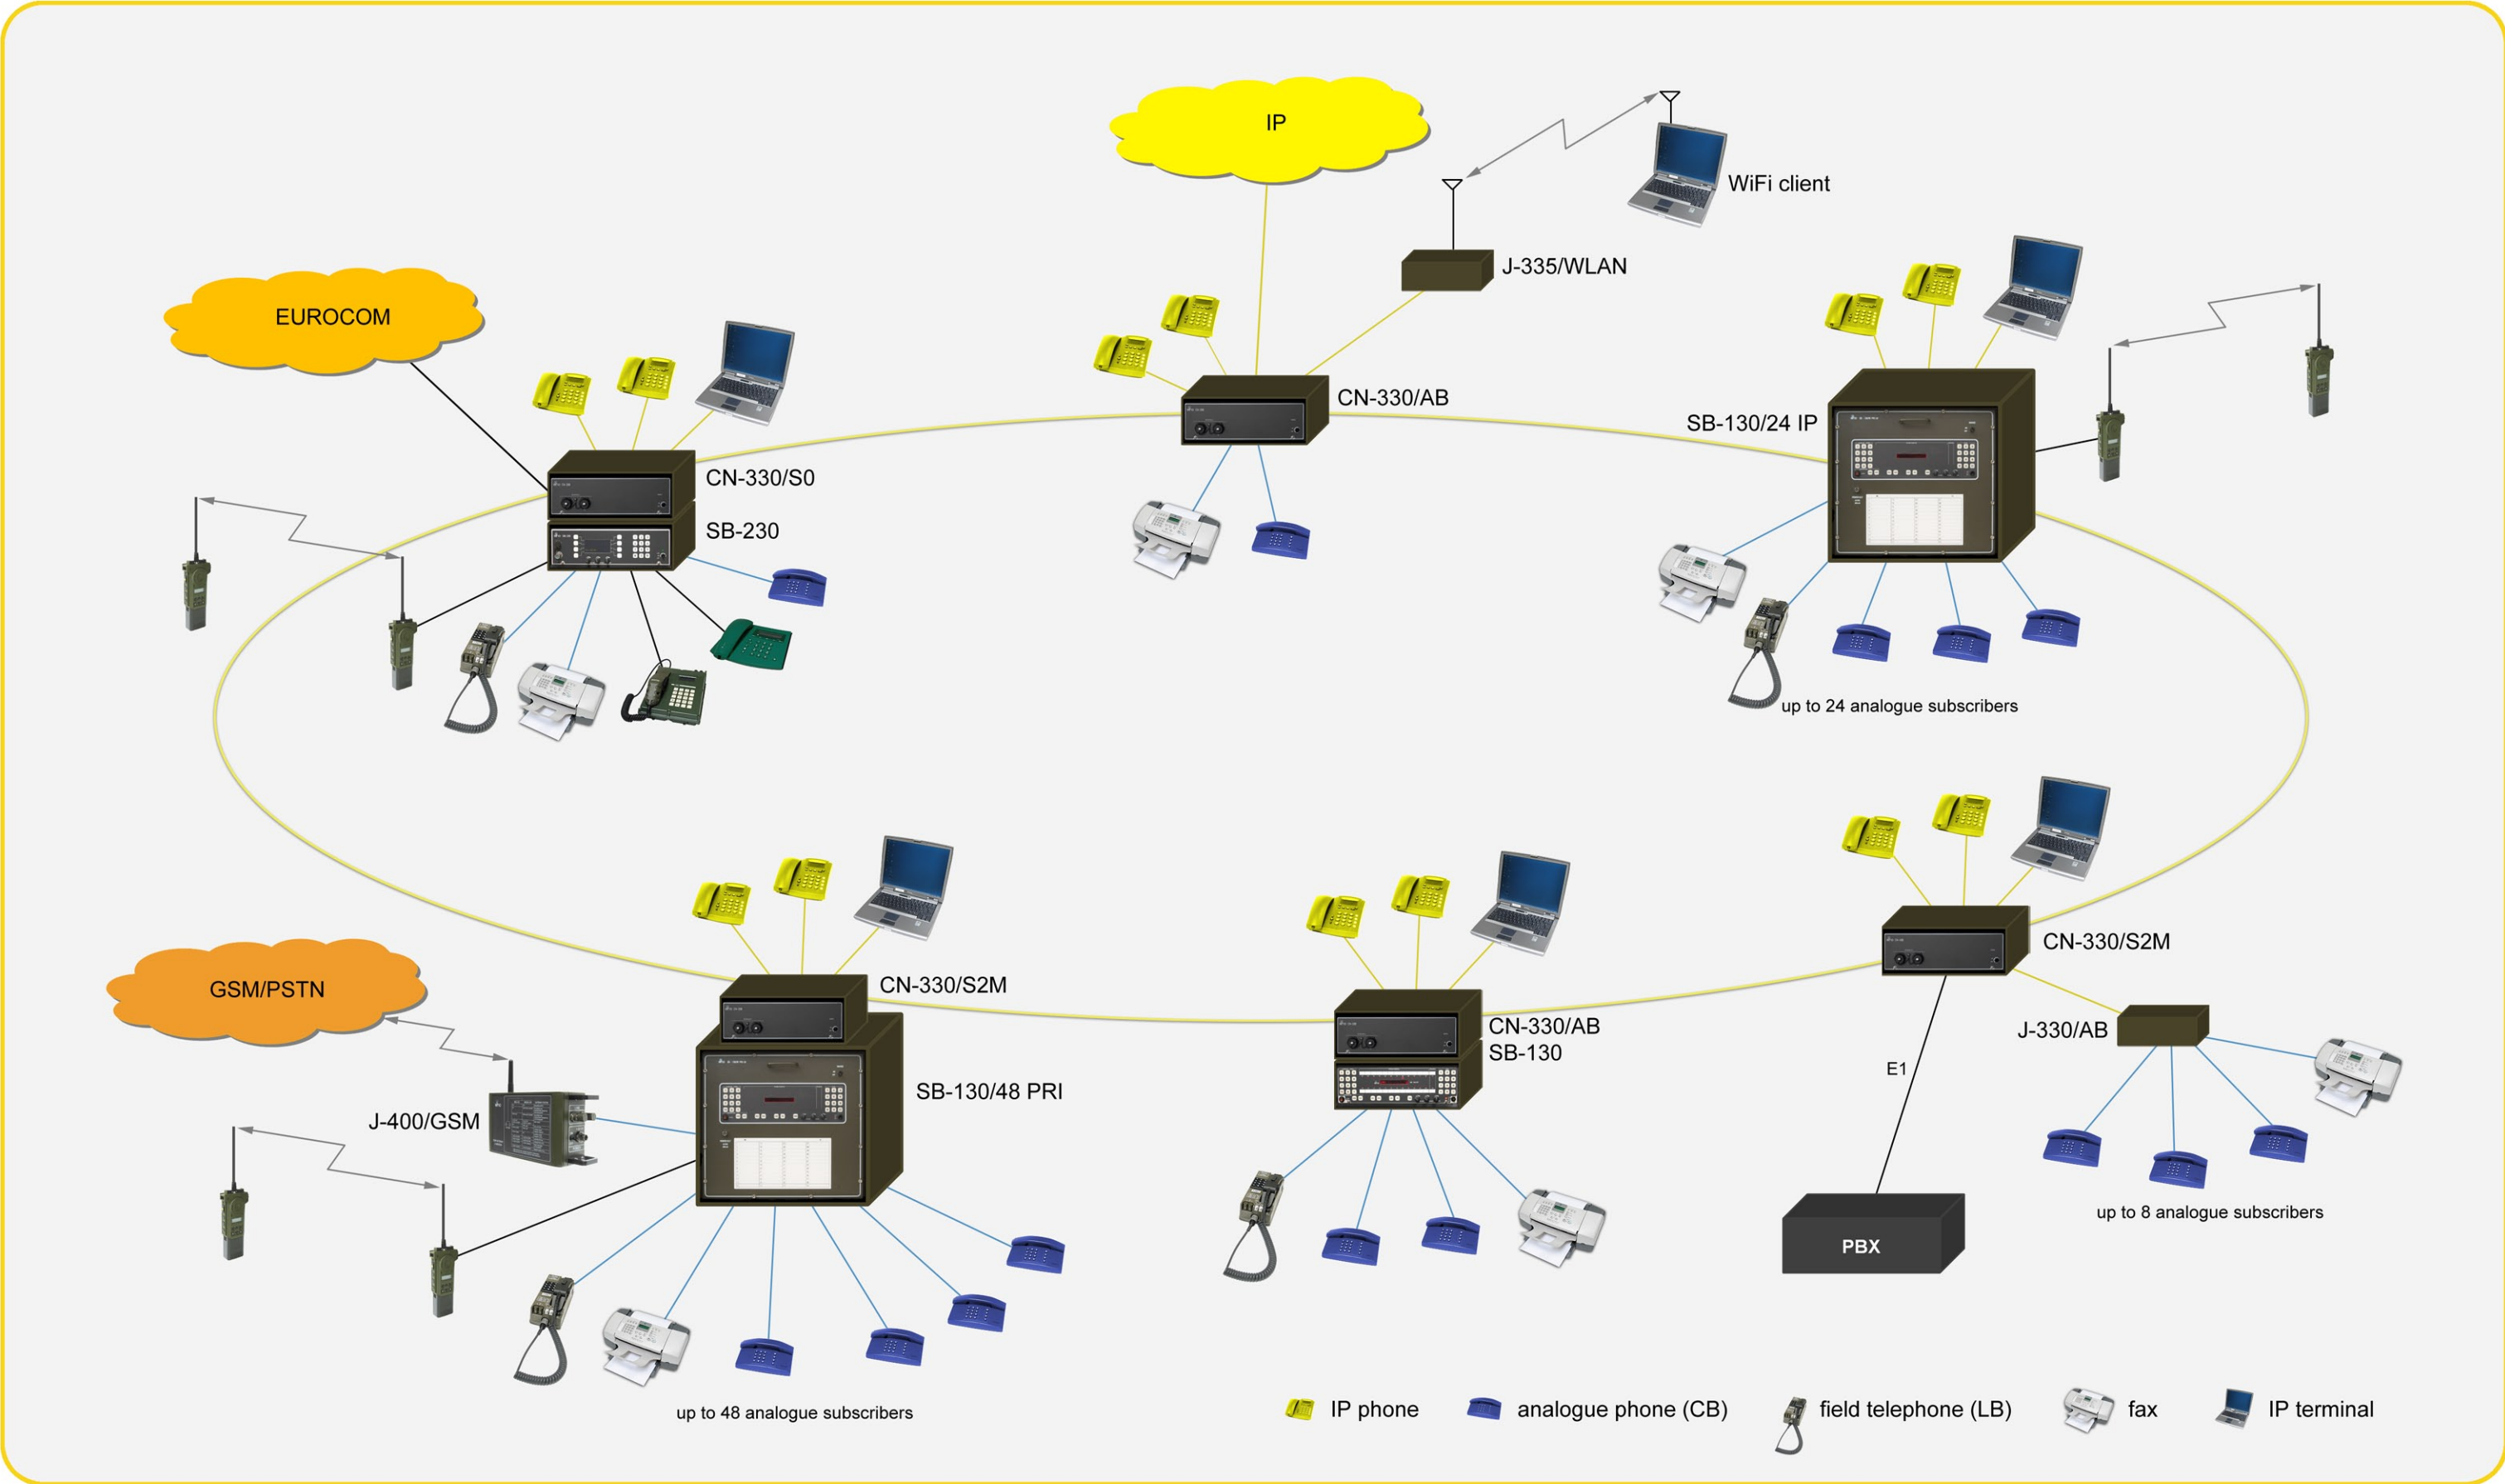 IP
WiFi client
J-335/WLAN
EUROCOM
CN-330/AB
SB-130/24 IP
CN-330/S0
SB-230
up to 24 analogue subscribers
CN-330/S2M
GSM/PSTN
CN-330/S2M
CN-330/AB
SB-130
J-330/AB
E1
SB-130/48 PRI
J-400/GSM
up to 8 analogue subscribers
PBX
up to 48 analogue subscribers
IP phone
analogue phone (CB)
field telephone (LB)
fax
IP terminal